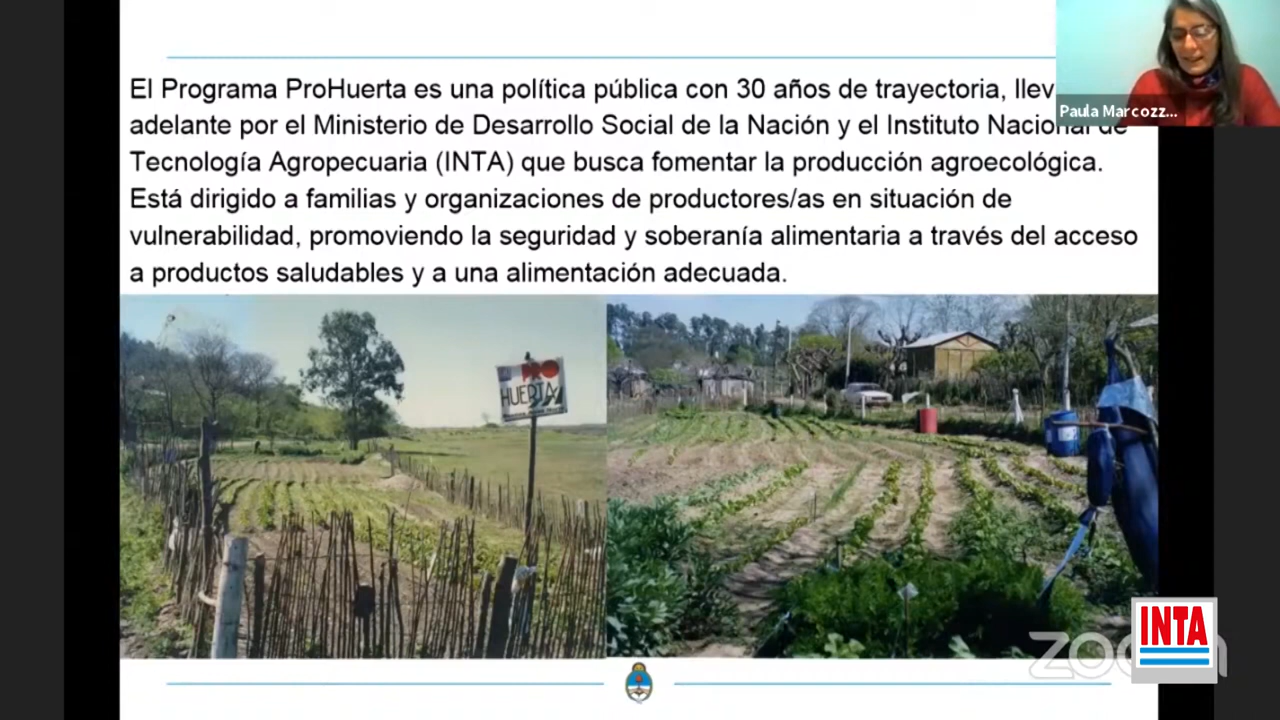 El Programa ProHuerta es una política pública con 30 años de trayectoria, llev
adelante por el Ministerio de Desarrollo Social de la Nación y el Instituto Nacional de
Tecnología Agropecuaria (INTA) que busca fomentar la producción agroecológica.
Está dirigido a familias y organizaciones de productores/as en situación de
vulnerabilidad, promoviendo la seguridad y soberanía alimentaria a través del acceso
a productos saludables y a una alimentación adecuada.
Paula Marcozz...
PRO
HUERTA
zoom
INTA